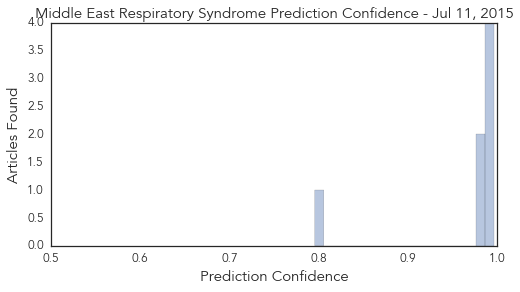 Middle East Respiratory Syndrome Prediction Confidence - Jul 11, 2015
4.0
3.5
3.0
2.5
2.0
1.5
1.0
0.5
0.0
Articles Found
0.5 0.6 0.7 0.8 0.9 1.0
Prediction Confidence